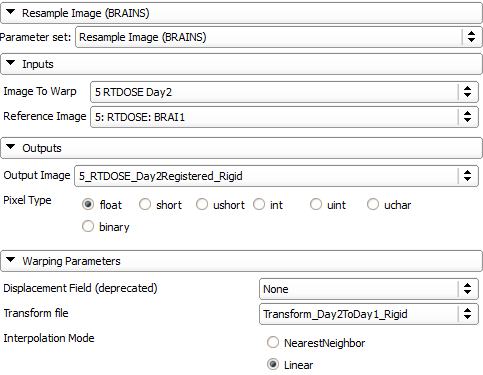 Resample Image (BRAINS)
Parameter set: Resample Image (BRAINS)
Inputs
Image To Warp 5 RTDOSE Day2
Reference Image 5: RTDOSE: BRAI1
Outputs
Output Image 5_RTDOSE_Day2Registered_Rigid
Pixel Type float short ushort int uint uchar
binary
Warping Parameters
Displacement Field (deprecated) None
Transform file Transform_Day2ToDay1_Rigid
Interpolation Mode NearestNeighbor
Linear